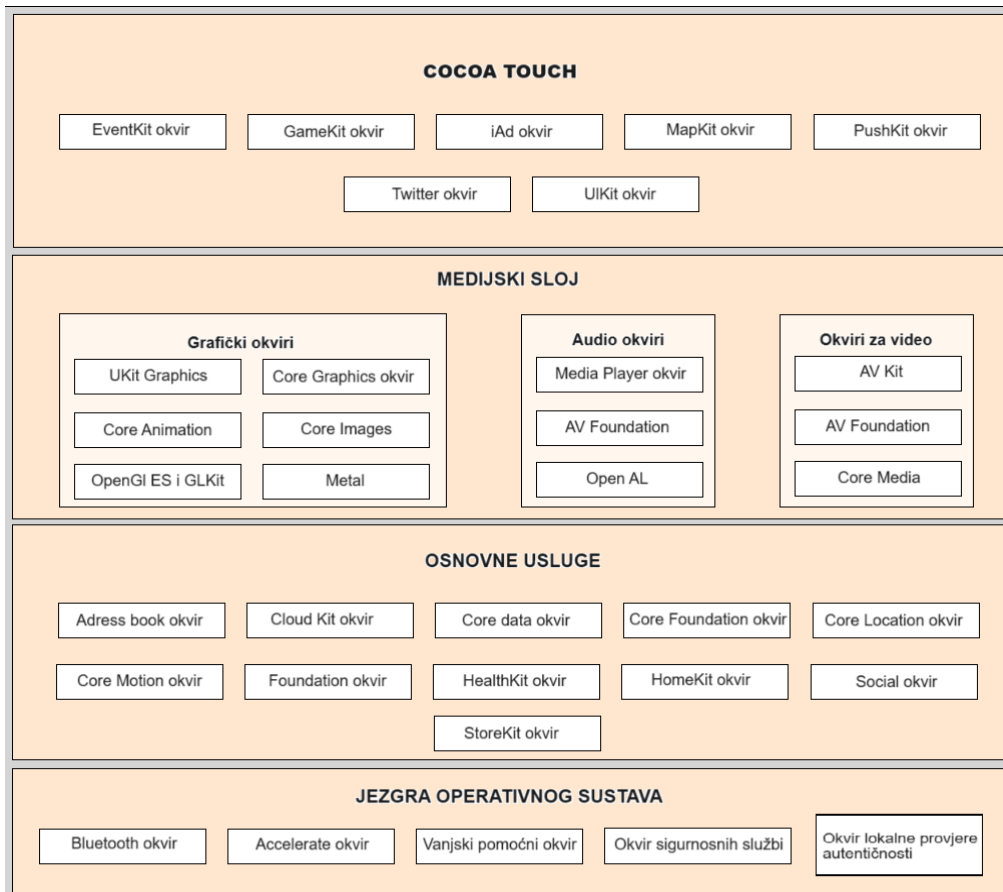 COCOA TOUCH
EventKit okvir
GameKit okvir
iAd okvir
MapKit okvir
PushKit okvir
Twitter okvir
UIKit okvir
MEDIJSKI SLOJ
Grafički okviri
UKit Graphics
Core Graphics okvir
Core Animation
Core Images
OpenGl ES i GLKit
Metal
Audio okviri
Media Player okvir
AV Foundation
Open AL
Okviri za video
AV Kit
AV Foundation
Core Media
OSNOVNE USLUGE
Adress book okvir
Cloud Kit okvir
Core data okvir
Core Foundation okvir
Core Location okvir
Core Motion okvir
Foundation okvir
HealthKit okvir
HomeKit okvir
Social okvir
StoreKit okvir
JEZGRA OPERATIVNOG SUSTAVA
Bluetooth okvir
Accelerate okvir
Vanjski pomoćni okvir
Okvir sigurnosnih službi
Okvir lokalne provjere
autentičnosti